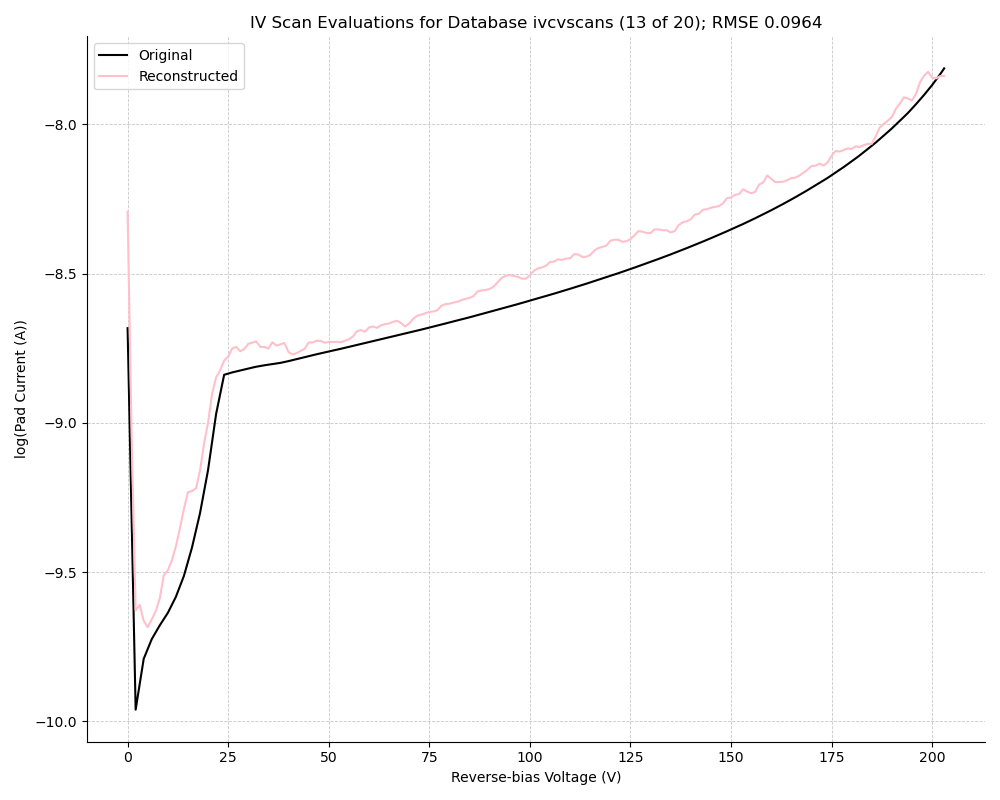 IV Scan Evaluations for Database ivcvscans (13 of 20); RMSE 0.0964
Original
Reconstructed
log(Pad Current (A))
−8.0
−8.5
−9.0
−9.5
−10.0
0 25 50 75 100 125 150 175 200
Reverse-bias Voltage (V)